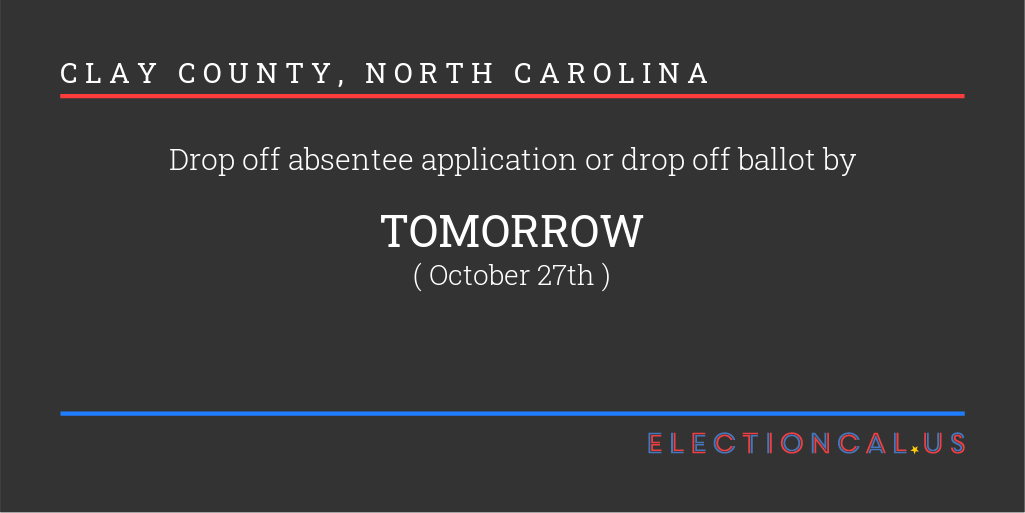 CLAY COUNTY, NORTH CAROLINA
Drop off absentee application or drop off ballot by
TOMORROW
( October 27th )
ELECTIONCAL.US